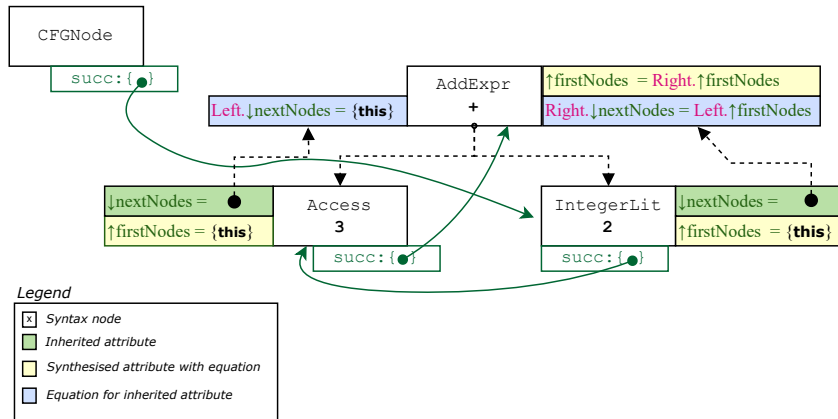 CFGNode
succ:{ }
AddExpr
+
↑firstNodes = Right.↑firstNodes
Left.↓nextNodes = {this}
Right.↓nextNodes = Left.↑firstNodes
↓nextNodes =
↑firstNodes = {this}
Access
3
succ:{ }
IntegerLit
2
succ:{ }
↓nextNodes =
↑firstNodes = {this}
Legend
x Syntax node
Inherited attribute
Synthesised attribute with equation
Equation for inherited attribute